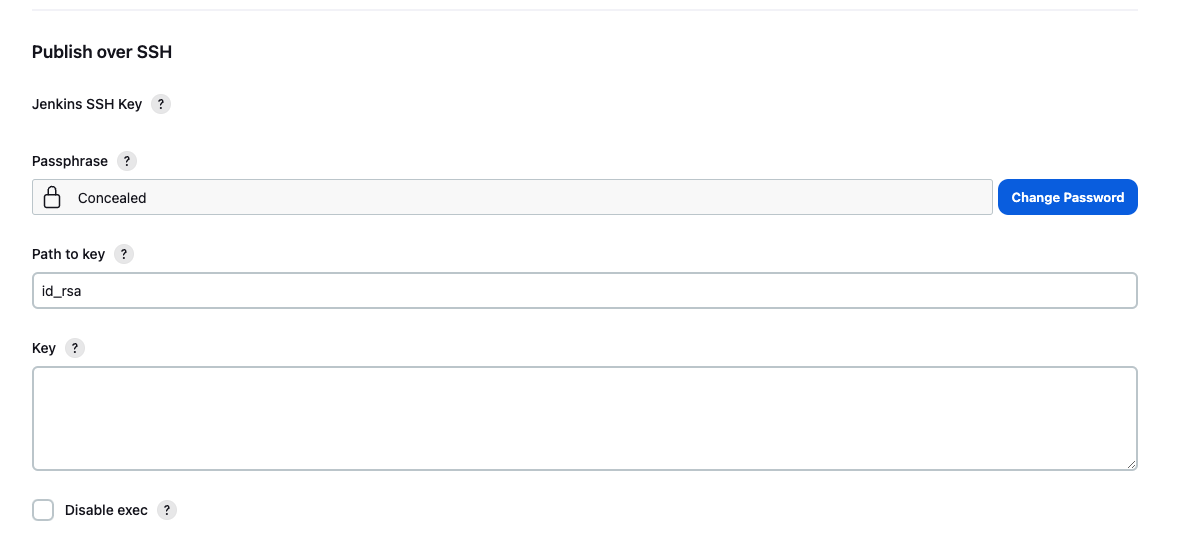 Publish over SSH
Jenkins SSH Key ?
Passphrase ?
Concealed Change Password
Path to key ?
id_rsa
Key ?
Disable exec ?